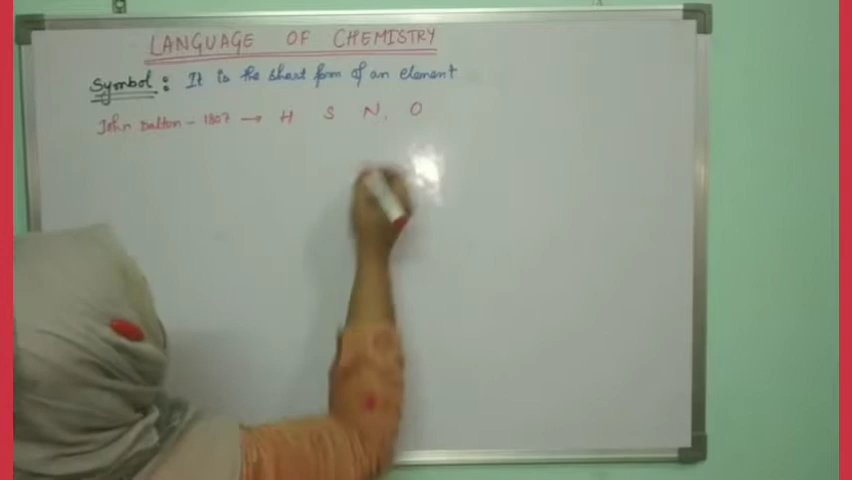 LANGUAGE OF CHEMISTRY
Symbol : It is the short form of an element
John Dalton - 1807 → H S N, O